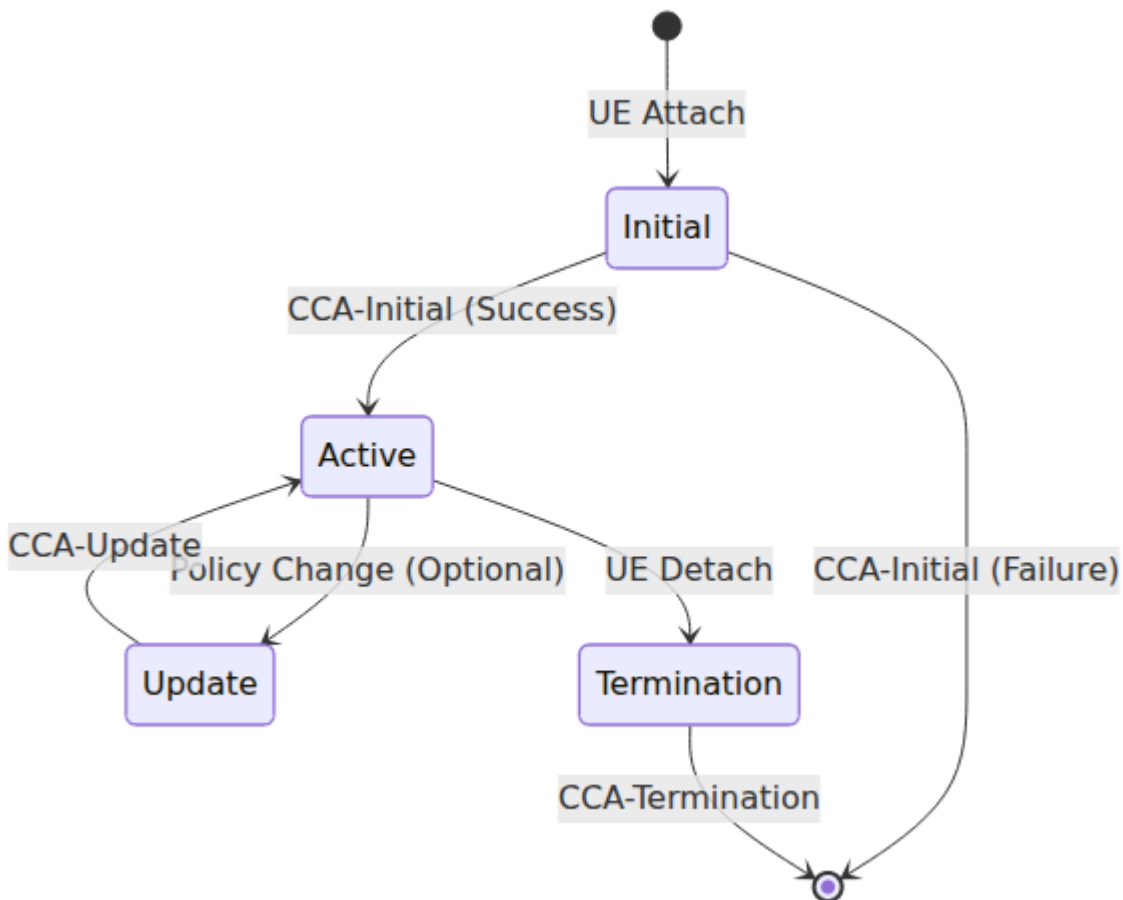 UE Attach
Initial
CCA-Initial (Success)
Active
CCA-Update
Policy Change (Optional)
UE Detach
CCA-Initial (Failure)
Update
Termination
CCA-Termination